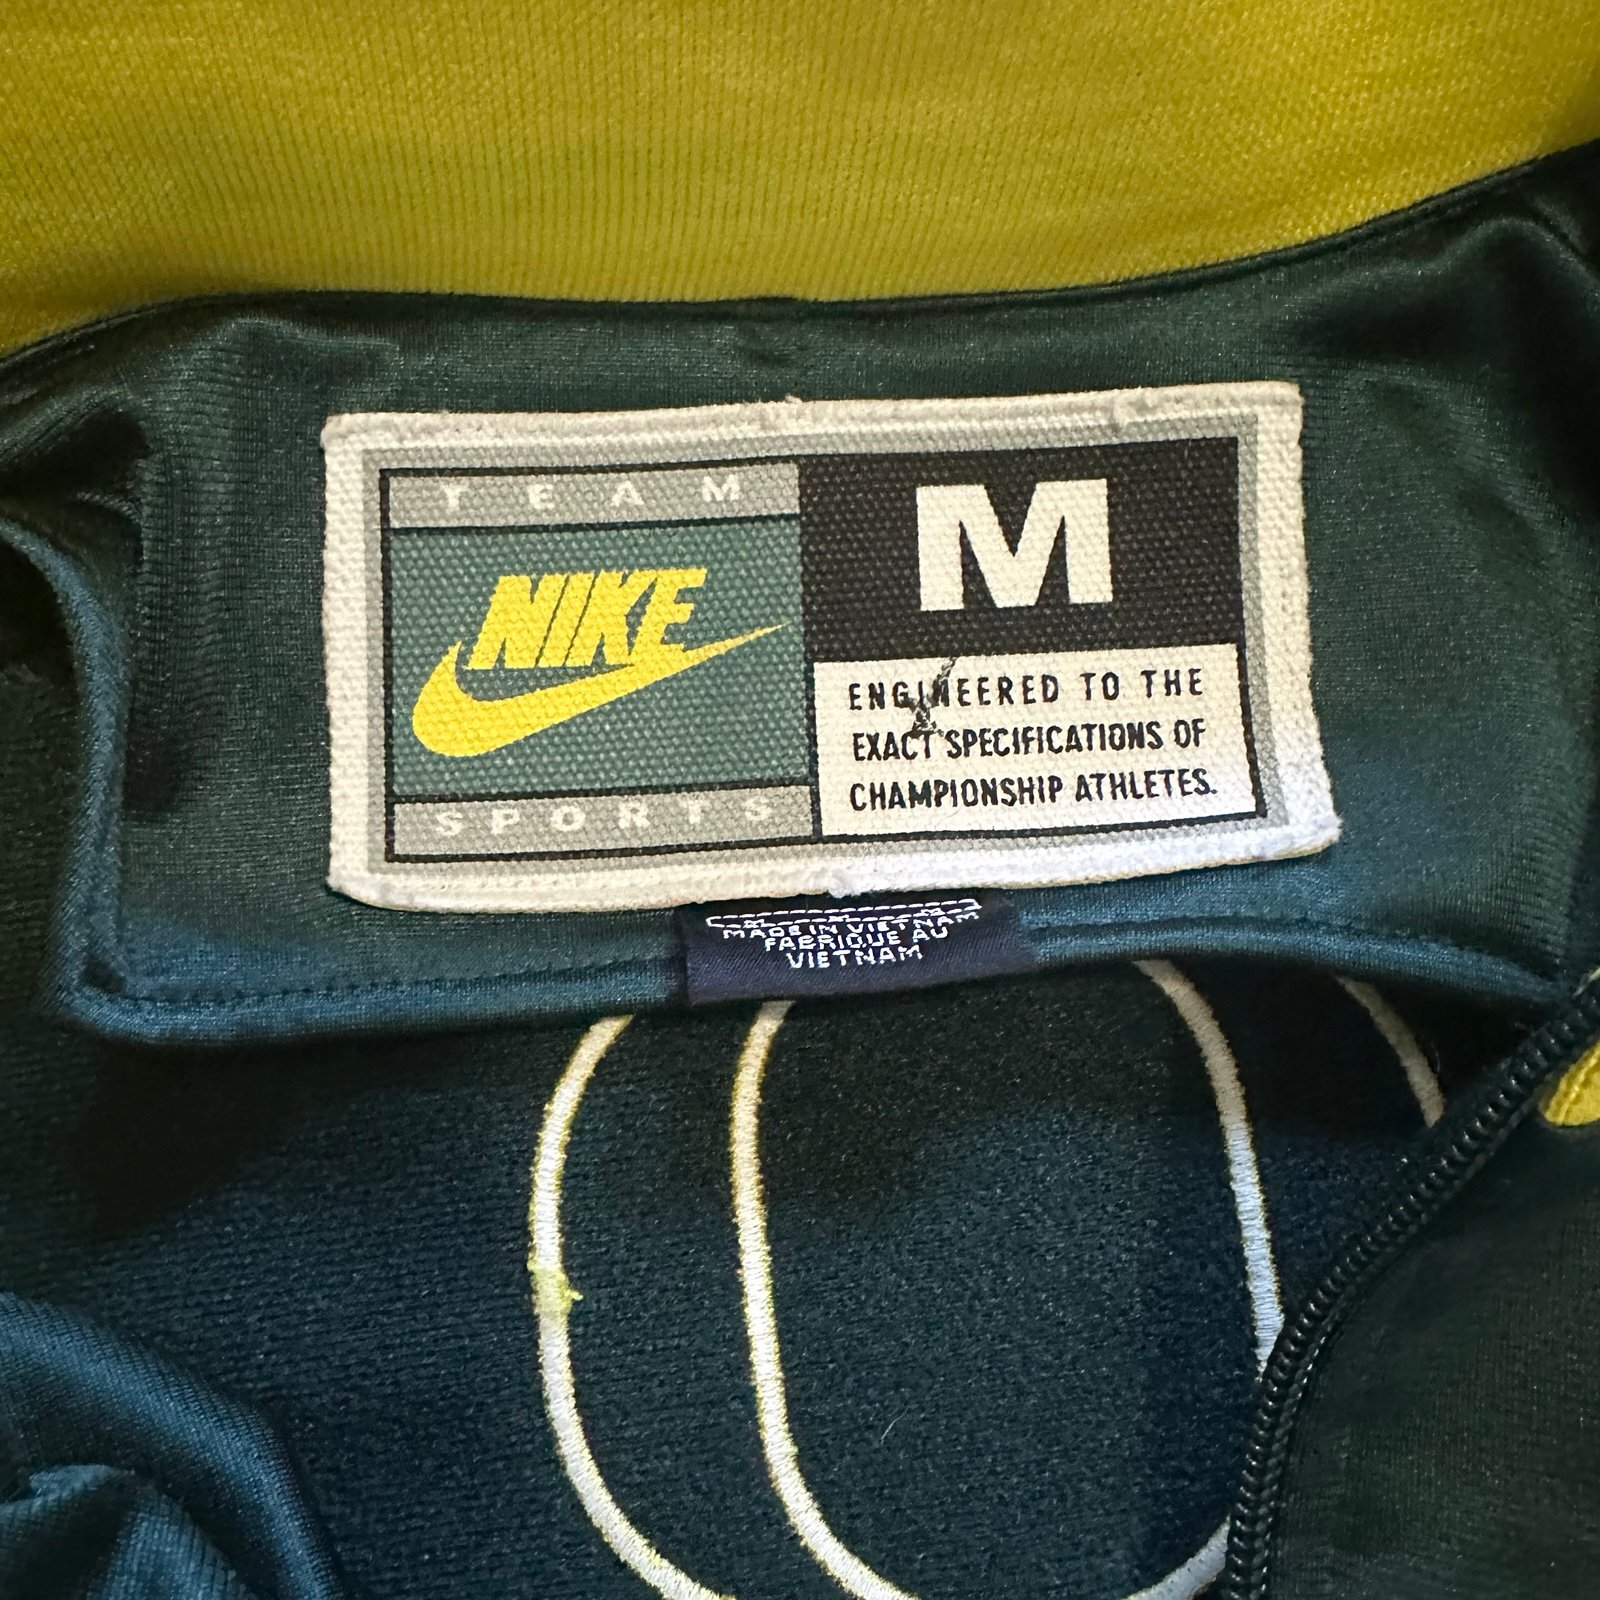 TEAM
NIKE
SPORTS
M
ENGINEERED TO THE
EXACT SPECIFICATIONS OF
CHAMPIONSHIP ATHLETES.
M M M
MADE IN VIETNAM
FABRIQUE AU
VIETNAM